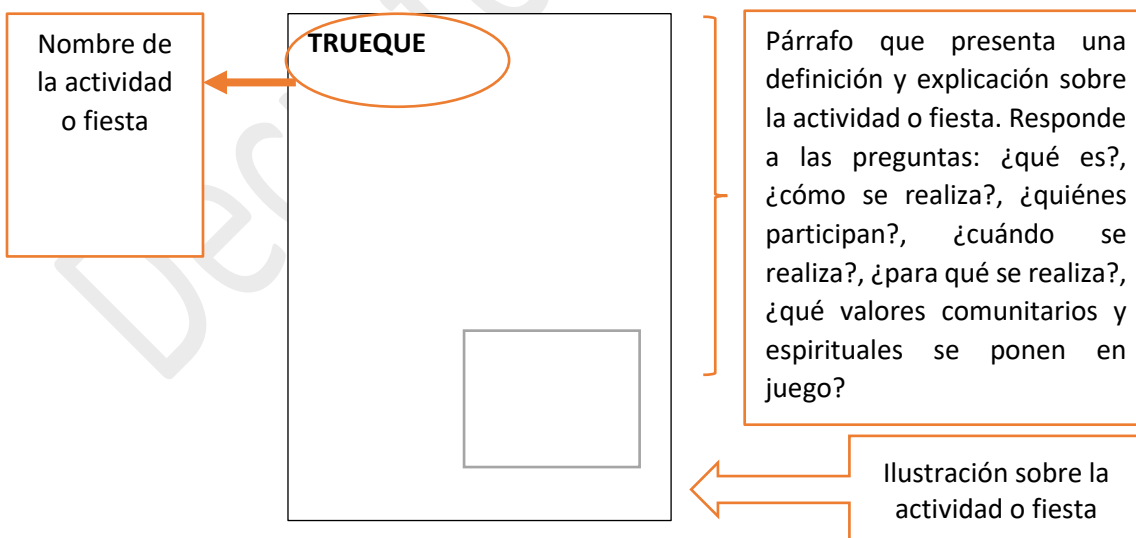 Nombre de
la actividad
o fiesta
TRUEQUE
Párrafo que presenta una
definición y explicación sobre
la actividad o fiesta. Responde
a las preguntas: ¿qué es?,
¿cómo se realiza?, ¿quiénes
participan?, ¿cuándo se
realiza?, ¿para qué se realiza?,
¿qué valores comunitarios y
espirituales se ponen en
juego?
Ilustración sobre la
actividad o fiesta